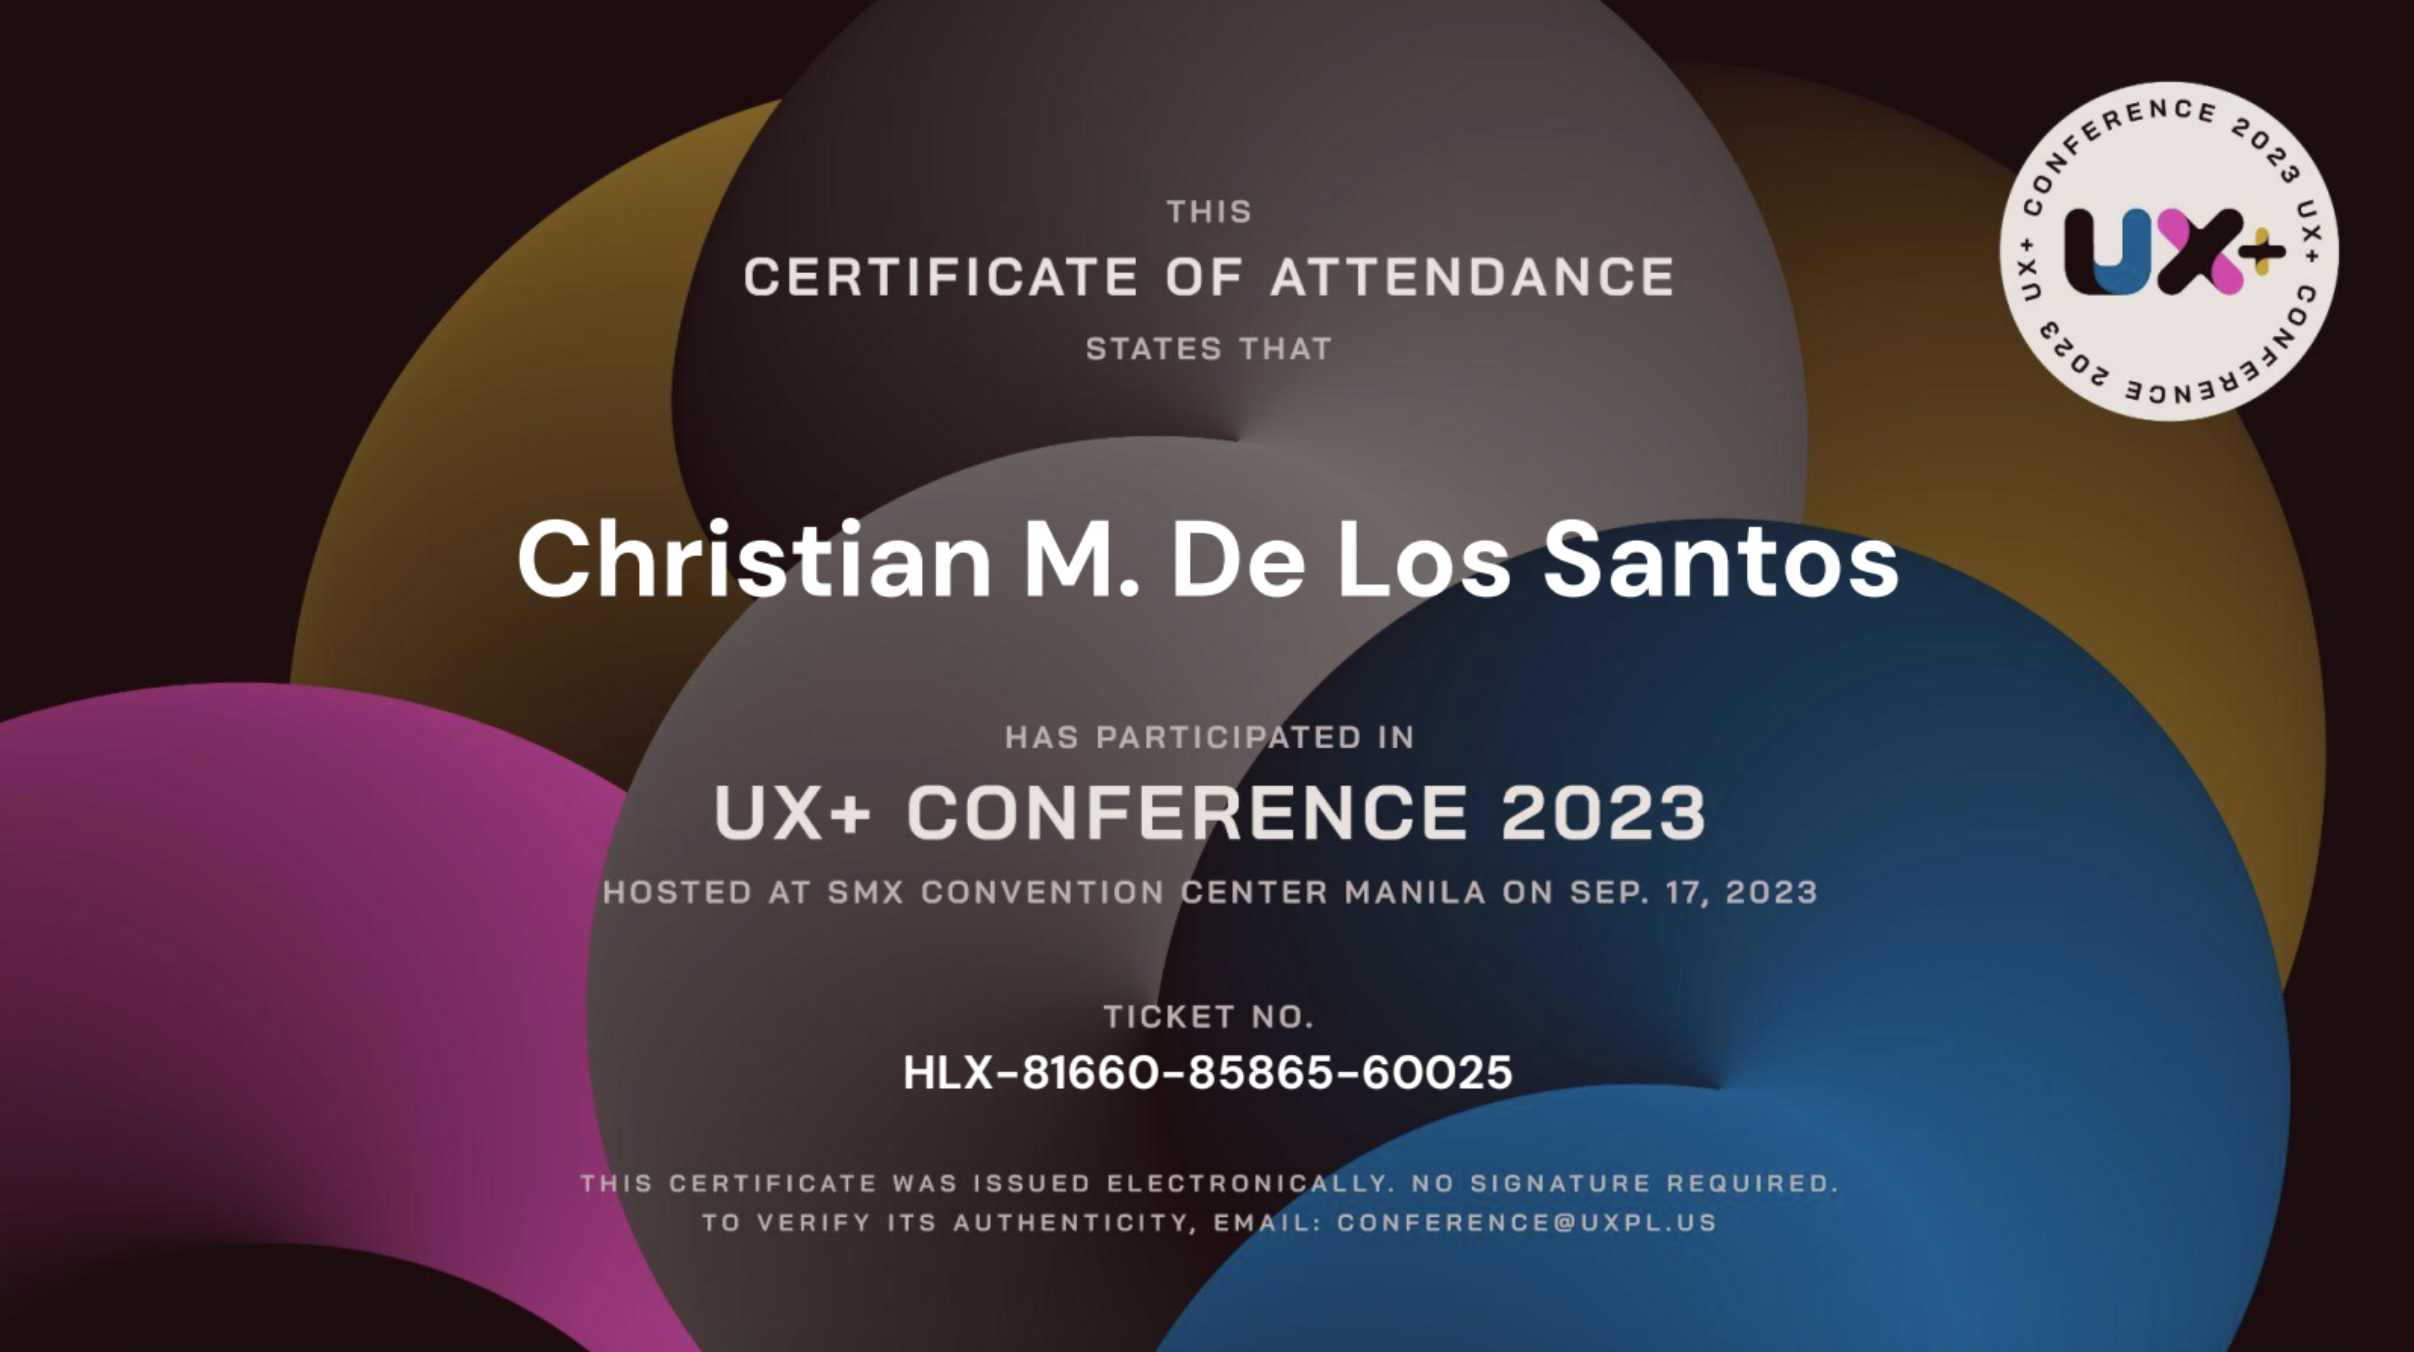 THIS
CERTIFICATE OF ATTENDANCE
STATES THAT
UX+ CONFERENCE 2023 UX+ CONFERENCE 2023
UX+
Christian M. De Los Santos
HAS PARTICIPATED IN
UX+ CONFERENCE 2023
HOSTED AT SMX CONVENTION CENTER MANILA ON SEP. 17, 2023
TICKET NO.
HLX-81660-85865-60025
THIS CERTIFICATE WAS ISSUED ELECTRONICALLY. NO SIGNATURE REQUIRED.
TO VERIFY ITS AUTHENTICITY, EMAIL: CONFERENCE@UXPL.US